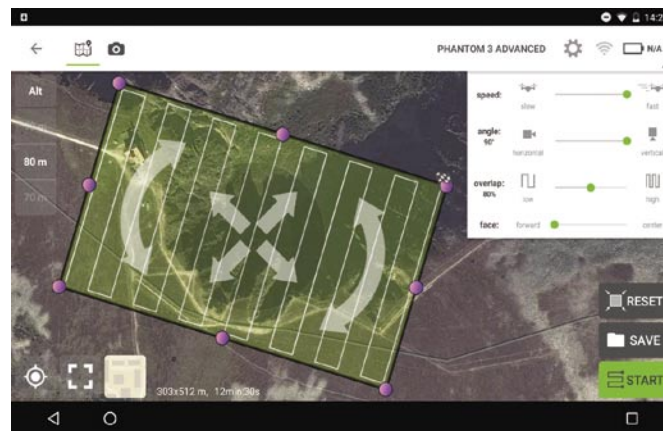 14:2
PHANTOM 3 ADVANCED N/A
Alt
80 m
70 m
speed: slow fast
angle: 90° horizontal vertical
overlap: 80% low high
face: forward center
RESET
SAVE
START
303x512 m, 12min:30s